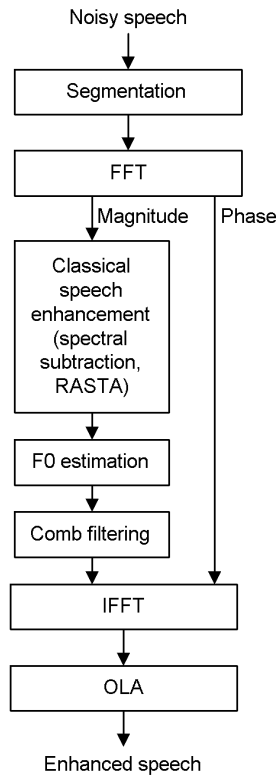 Noisy speech
Segmentation
FFT
Magnitude
Phase
Classical
speech
enhancement
(spectral
subtraction,
RASTA)
F0 estimation
Comb filtering
IFFT
OLA
Enhanced speech